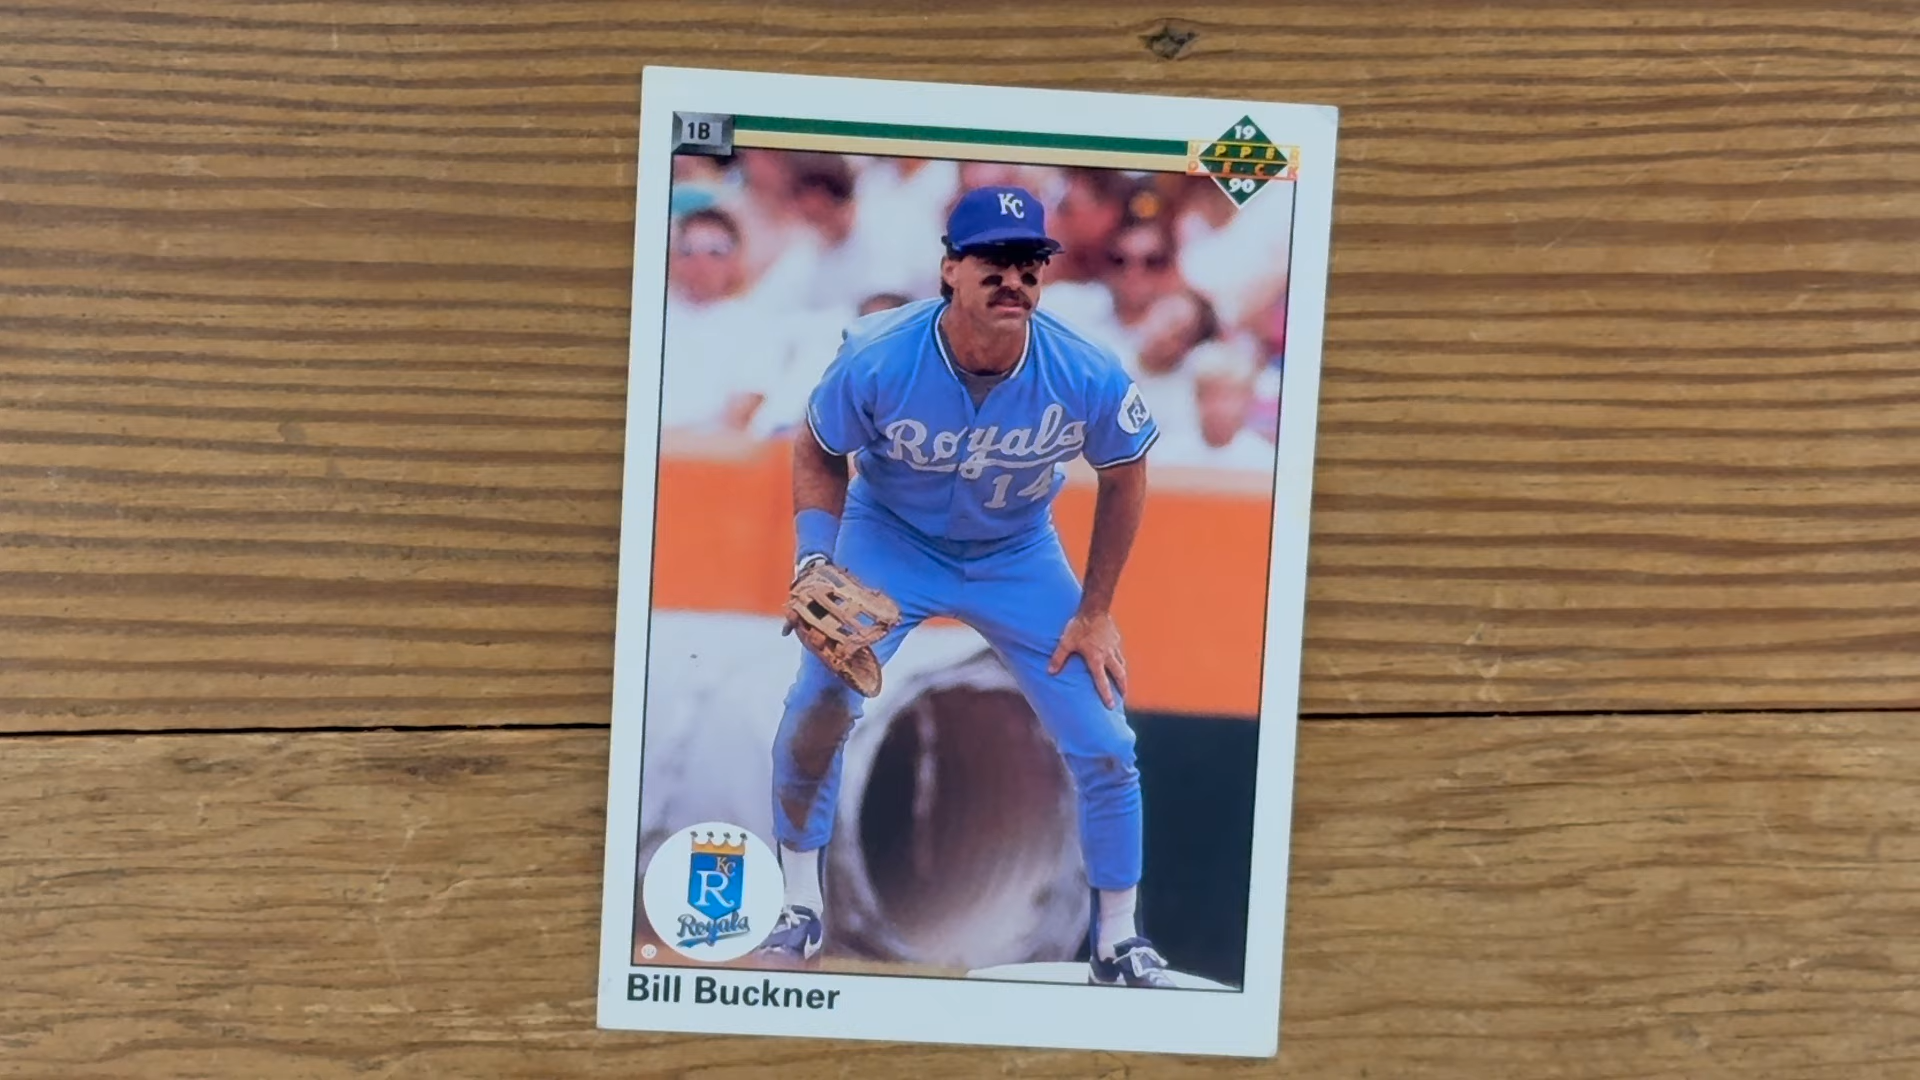 1B
19
UPPER
DECK
90
KC
R
Royals
14
KC
R
Royals
Bill Buckner